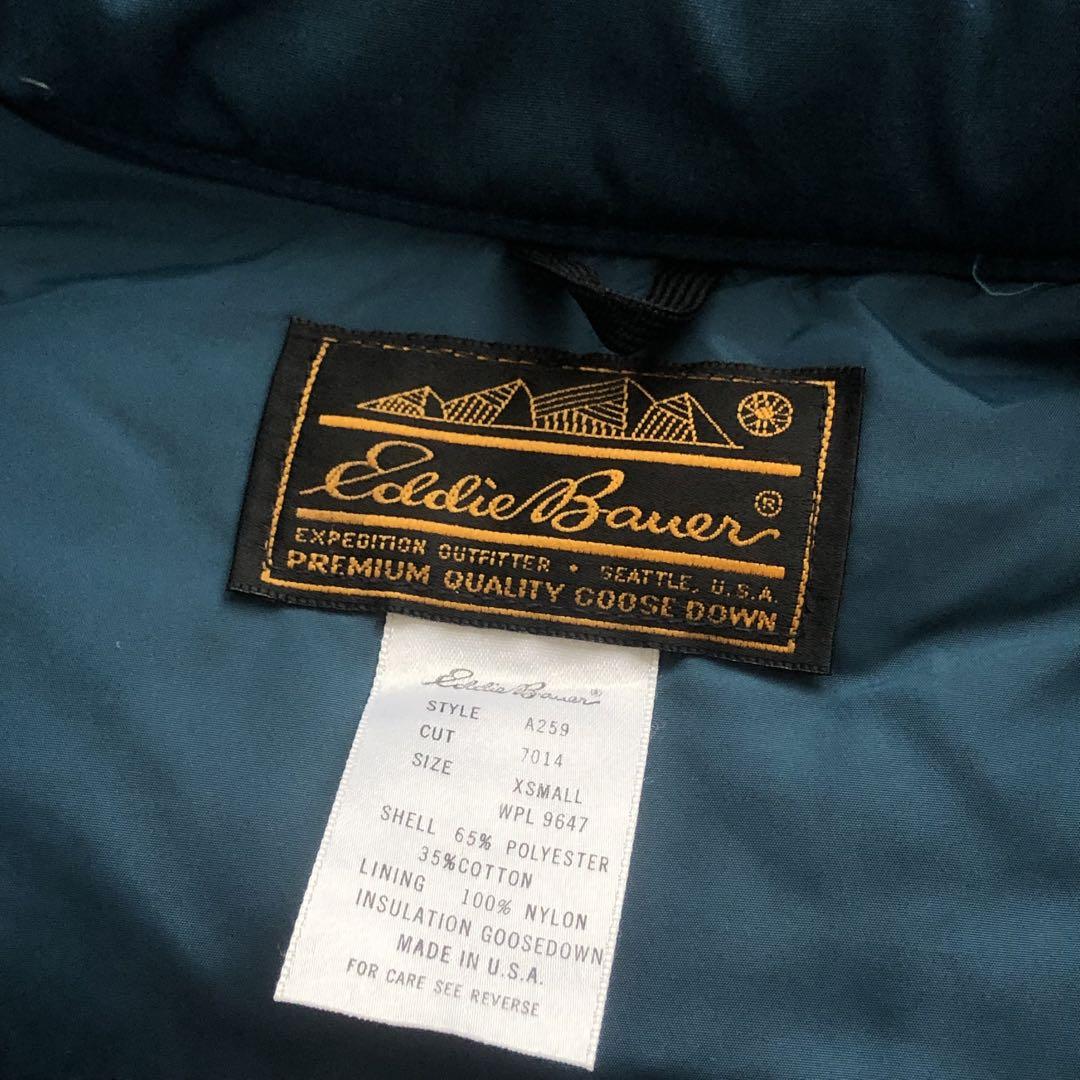 Eddie Bauer ®
EXPEDITION OUTFITTER • SEATTLE, U.S.A.
PREMIUM QUALITY GOOSE DOWN
Eddie Bauer ®
STYLE A259
CUT 7014
SIZE XSMALL
WPL 9647
SHELL 65% POLYESTER
35%COTTON
LINING 100% NYLON
INSULATION GOOSEDOWN
MADE IN U.S.A.
FOR CARE SEE REVERSE